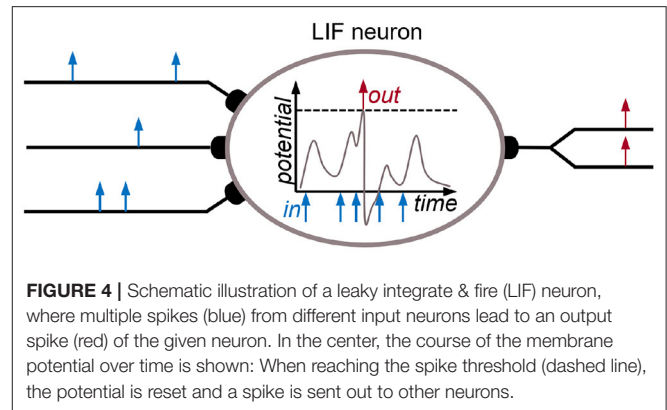 LIF neuron
out
potential
in
time
FIGURE 4 | Schematic illustration of a leaky integrate & fire (LIF) neuron,
where multiple spikes (blue) from different input neurons lead to an output
spike (red) of the given neuron. In the center, the course of the membrane
potential over time is shown: When reaching the spike threshold (dashed line),
the potential is reset and a spike is sent out to other neurons.